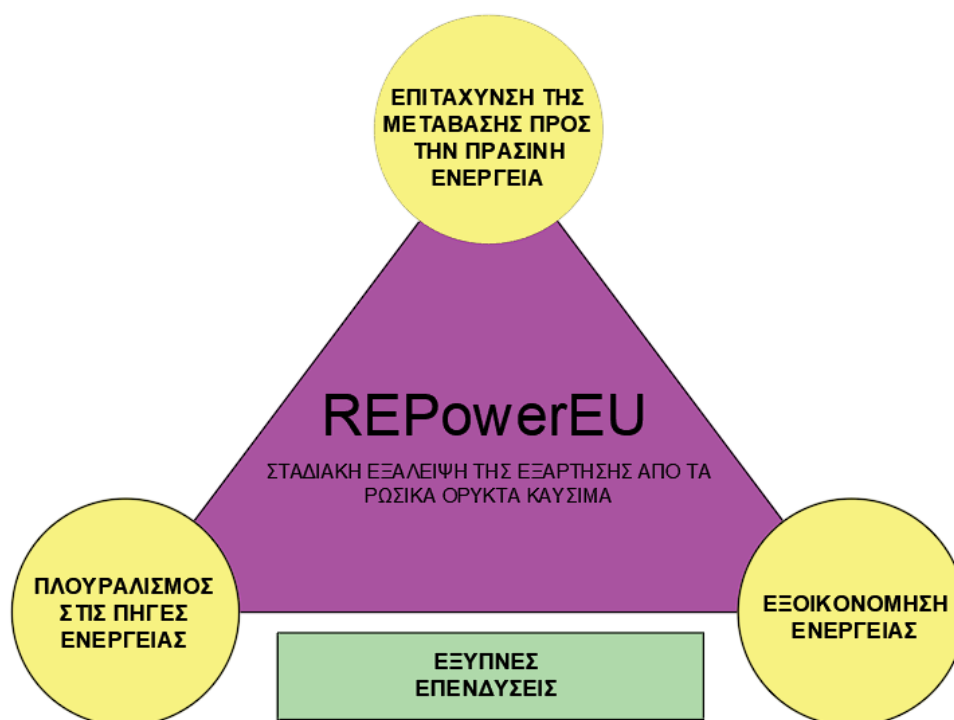 ΕΠΙΤΑΧΥΝΣΗ ΤΗΣ
ΜΕΤΑΒΑΣΗΣ ΠΡΟΣ
ΤΗΝ ΠΡΑΣΙΝΗ
ΕΝΕΡΓΕΙΑ
REPowerEU
ΣΤΑΔΙΑΚΗ ΕΞΑΛΕΙΨΗ ΤΗΣ ΕΞΑΡΤΗΣΗΣ ΑΠΟ ΤΑ
ΡΩΣΙΚΑ ΟΡΥΚΤΑ ΚΑΥΣΙΜΑ
ΠΛΟΥΡΑΛΙΣΜΟΣ
ΣΤΙΣ ΠΗΓΕΣ
ΕΝΕΡΓΕΙΑΣ
ΕΞΟΙΚΟΝΟΜΗΣΗ
ΕΝΕΡΓΕΙΑΣ
ΕΞΥΠΝΕΣ
ΕΠΕΝΔΥΣΕΙΣ